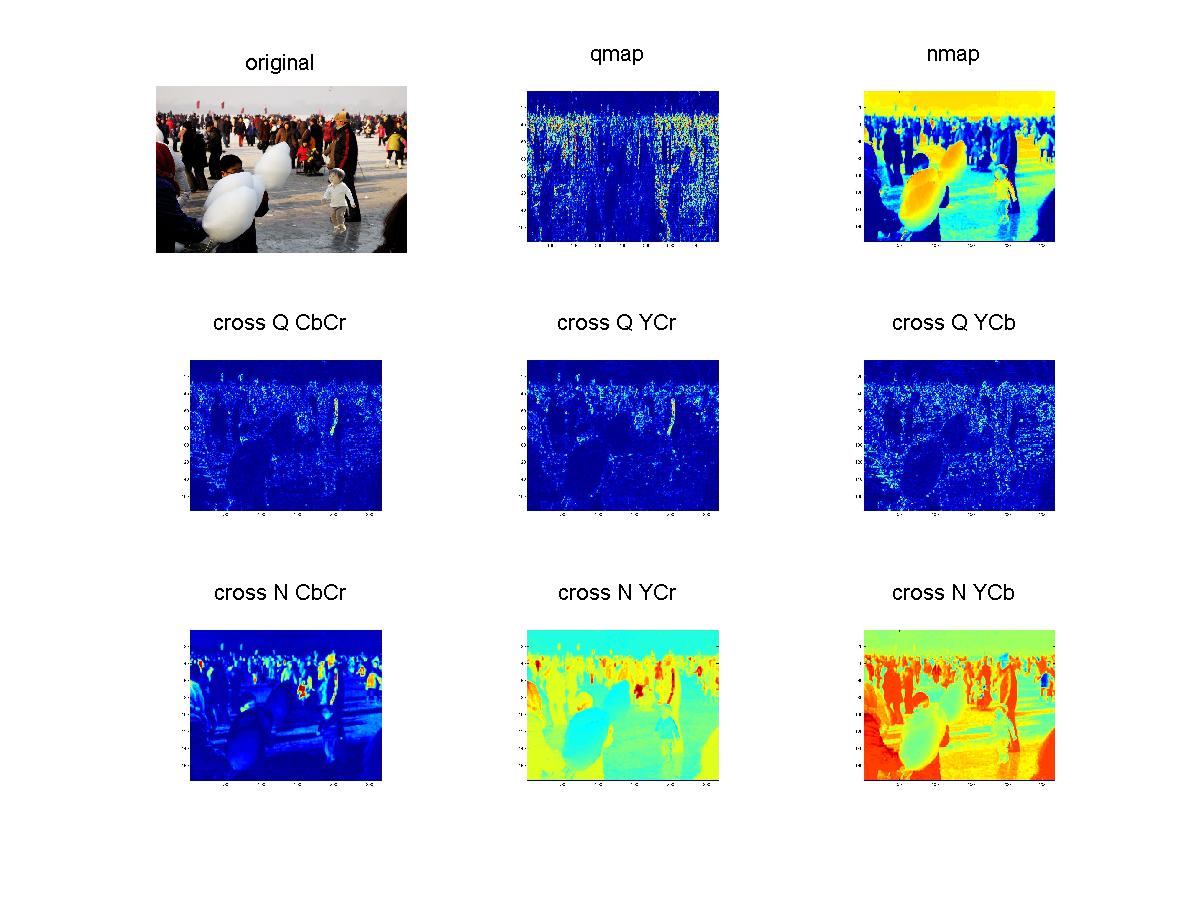 original
qmap
nmap
cross Q CbCr
cross Q YCr
cross Q YCb
cross N CbCr
cross N YCr
cross N YCb